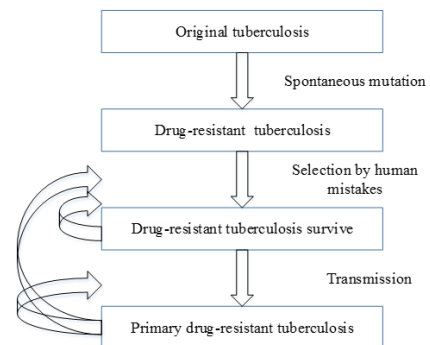 Original tuberculosis
Spontaneous mutation
Drug-resistant tuberculosis
Selection by human
mistakes
Drug-resistant tuberculosis survive
Transmission
Primary drug-resistant tuberculosis